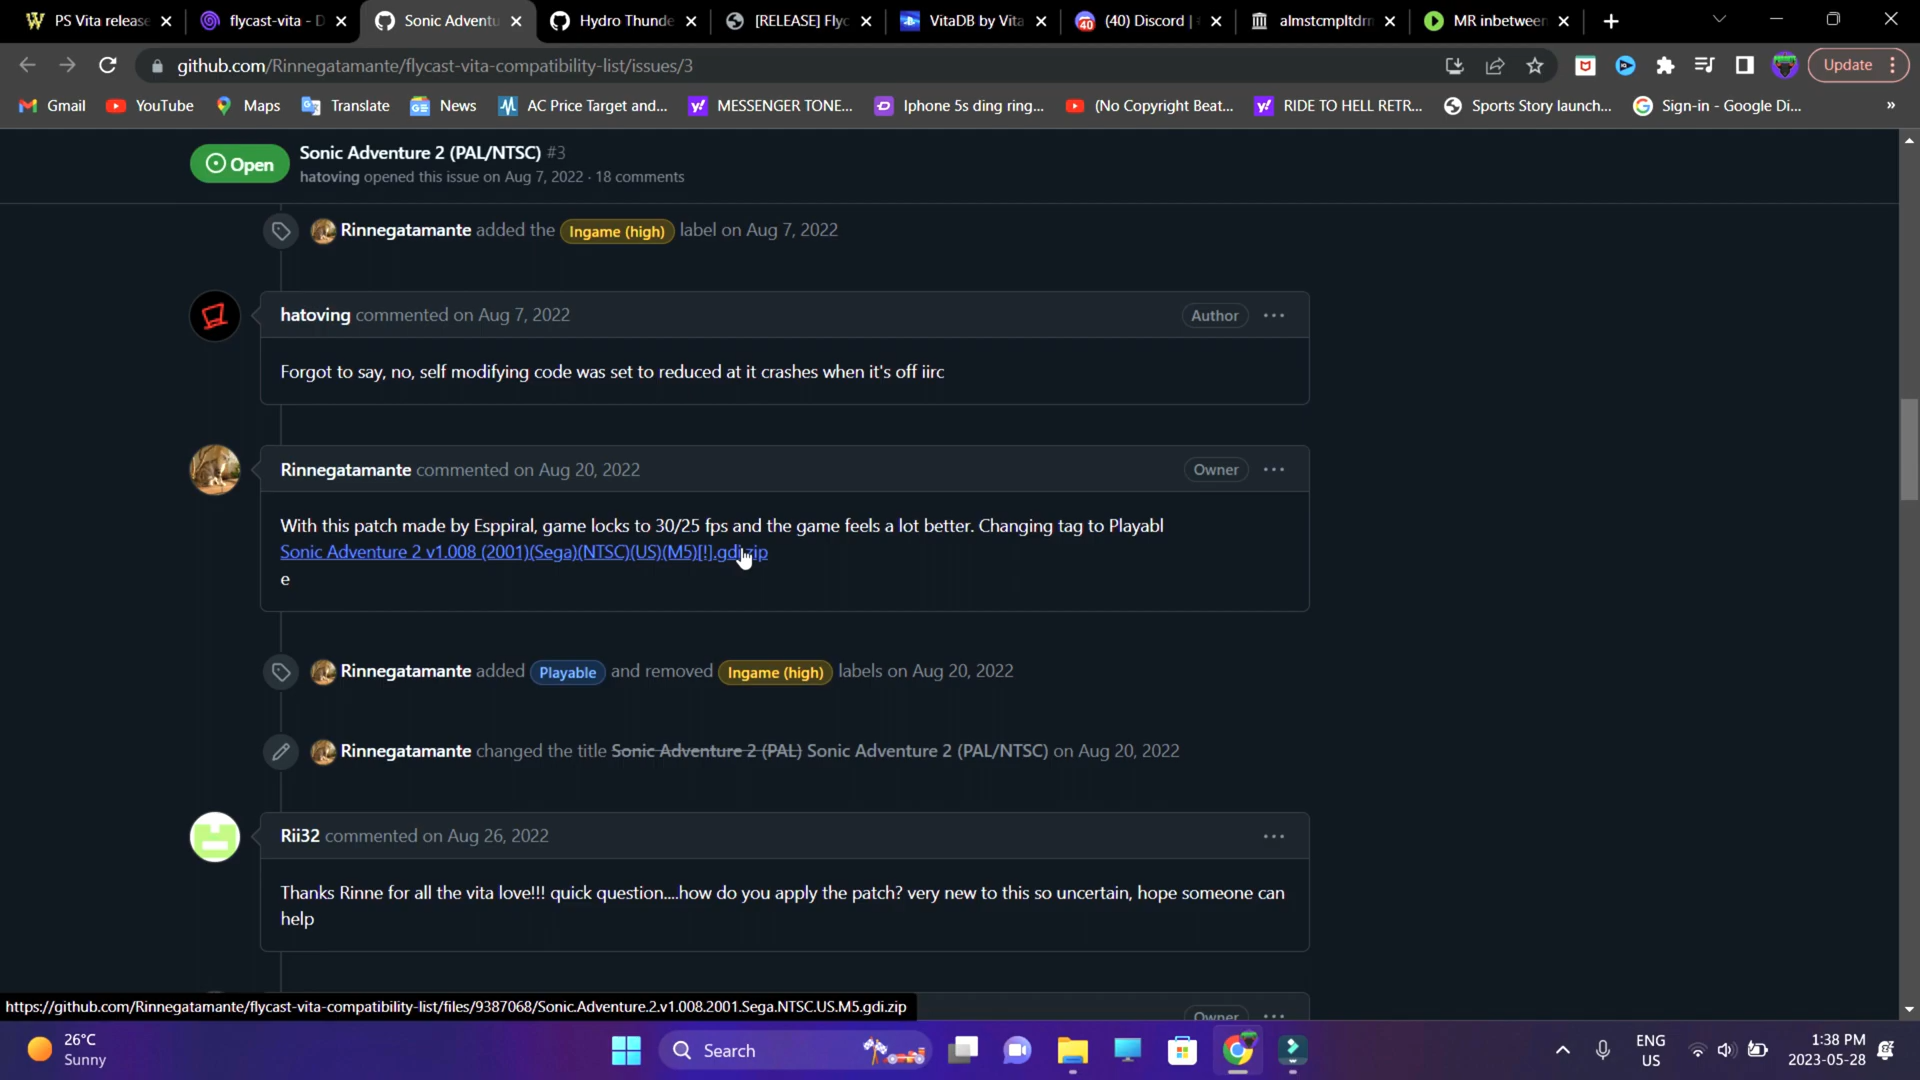 PS Vita release
flycast-vita - D
Sonic Adventu
Hydro Thunde
[RELEASE] Flyc
VitaDB by Vita
(40) Discord |
almstcmpltdrm
MR inbetween
github.com/Rinnegatamante/flycast-vita-compatibility-list/issues/3
Update
Gmail
YouTube
Maps
Translate
News
AC Price Target and...
MESSENGER TONE...
Iphone 5s ding ring...
(No Copyright Beat...
RIDE TO HELL RETR...
Sports Story launch...
Sign-in - Google Di...
»
Open
Sonic Adventure 2 (PAL/NTSC) #3
hatoving opened this issue on Aug 7, 2022 · 18 comments
Rinnegatamante added the Ingame (high) label on Aug 7, 2022
hatoving commented on Aug 7, 2022
Author
Forgot to say, no, self modifying code was set to reduced at it crashes when it's off iirc
Rinnegatamante commented on Aug 20, 2022
Owner
With this patch made by Esppiral, game locks to 30/25 fps and the game feels a lot better. Changing tag to Playabl
Sonic Adventure 2 v1.008 (2001)(Sega)(NTSC)(US)(M5)[!].gdi.zip
e
Rinnegatamante added Playable and removed Ingame (high) labels on Aug 20, 2022
Rinnegatamante changed the title Sonic Adventure 2 (PAL) Sonic Adventure 2 (PAL/NTSC) on Aug 20, 2022
Rii32 commented on Aug 26, 2022
Thanks Rinne for all the vita love!!! quick question....how do you apply the patch? very new to this so uncertain, hope someone can
help
Owner
https://github.com/Rinnegatamante/flycast-vita-compatibility-list/files/9387068/Sonic.Adventure.2.v1.008.2001.Sega.NTSC.US.M5.gdi.zip
26°C
Sunny
Search
ENG
US
1:38 PM
2023-05-28